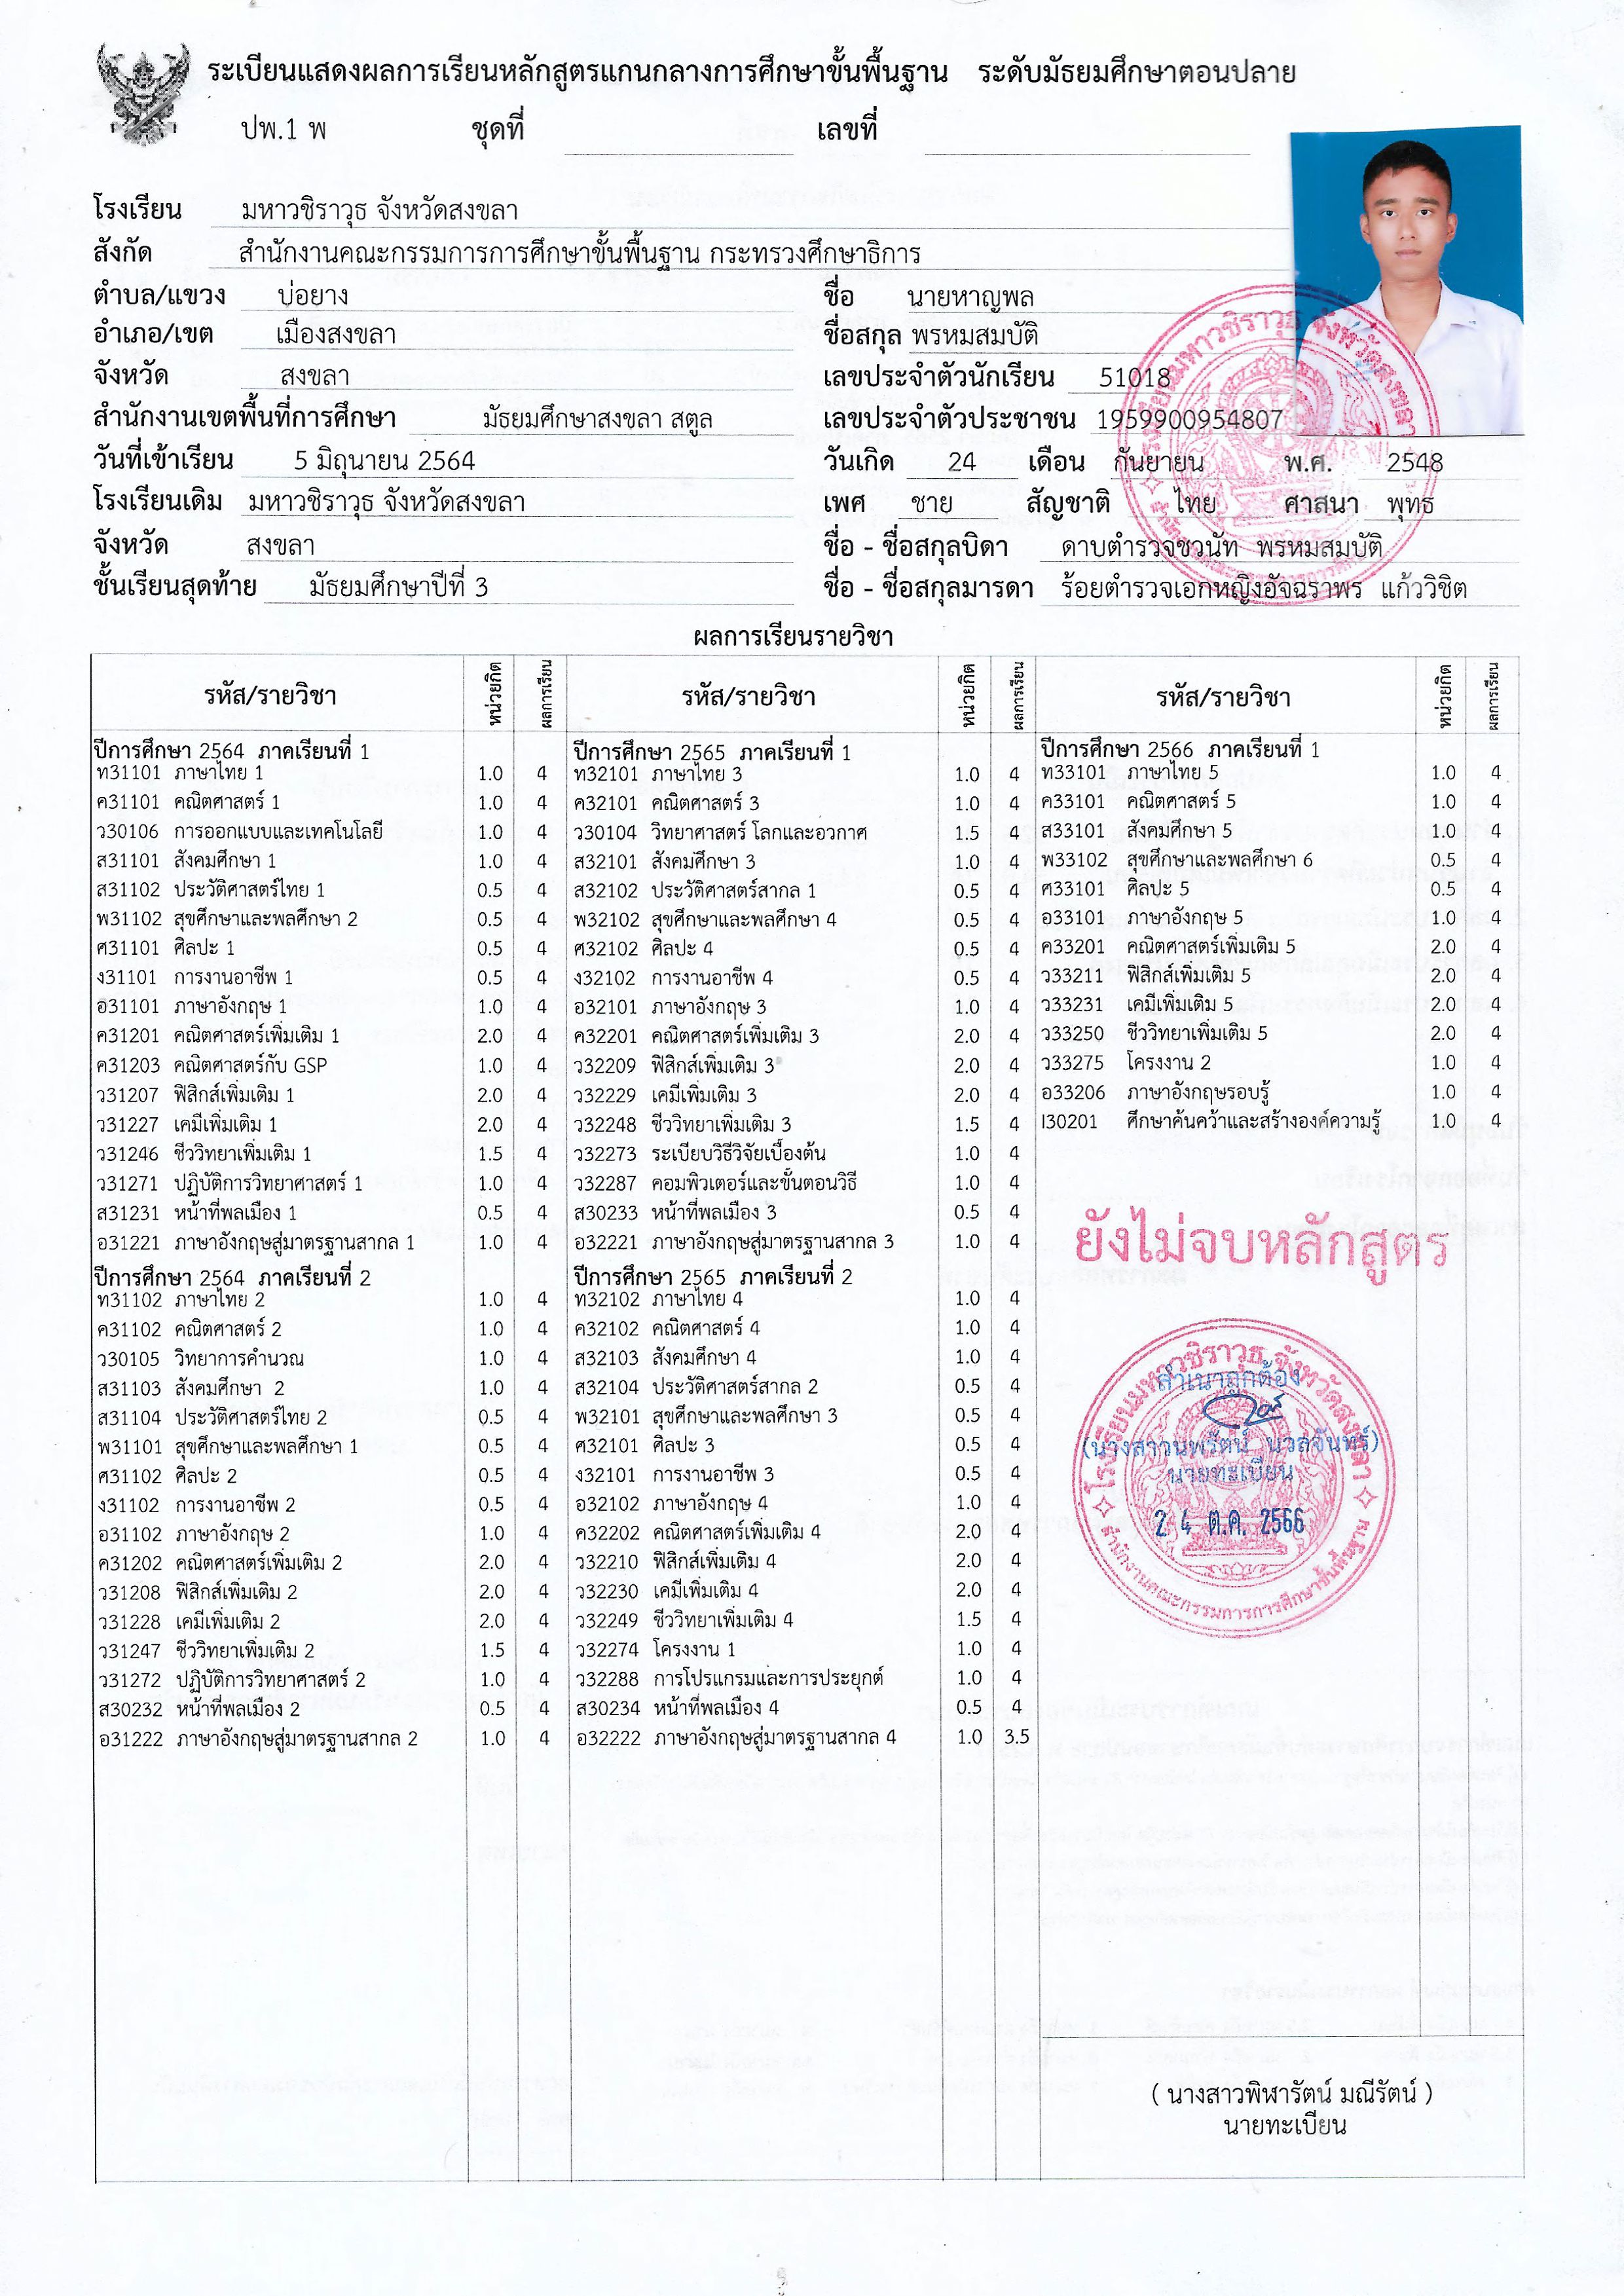 ระเบียนแสดงผลการเรียนหลักสูตรแกนกลางการศึกษาขั้นพื้นฐาน ระดับมัธยมศึกษาตอนปลาย
ปพ.1 พ ชุดที่ เลขที่
โรงเรียน มหาวชิราวุธ จังหวัดสงขลา
สังกัด สำนักงานคณะกรรมการการศึกษาขั้นพื้นฐาน กระทรวงศึกษาธิการ
ตำบล/แขวง บ่อยาง
อำเภอ/เขต เมืองสงขลา
จังหวัด สงขลา
สำนักงานเขตพื้นที่การศึกษา มัธยมศึกษาสงขลา สตูล
วันที่เข้าเรียน 5 มิถุนายน 2564
โรงเรียนเดิม มหาวชิราวุธ จังหวัดสงขลา
จังหวัด สงขลา
ชั้นเรียนสุดท้าย มัธยมศึกษาปีที่ 3
ชื่อ นายหาญพล
ชื่อสกุล พรหมสมบัติ
เลขประจำตัวนักเรียน 51018
เลขประจำตัวประชาชน 1959900954807
วันเกิด 24 เดือน กันยายน พ.ศ. 2548
เพศ ชาย สัญชาติ ไทย ศาสนา พุทธ
ชื่อ - ชื่อสกุลบิดา ดาบตำรวจชวนัท พรหมสมบัติ
ชื่อ - ชื่อสกุลมารดา ร้อยตำรวจเอกหญิงอัจฉราพร แก้ววิชิต
โรงเรียนมหาวชิราวุธ จังหวัดสงขลา
ผลการเรียนรายวิชา
รหัส/รายวิชา หน่วยกิต ผลการเรียน
ปีการศึกษา 2564 ภาคเรียนที่ 1
ท31101 ภาษาไทย 1 1.0 4
ค31101 คณิตศาสตร์ 1 1.0 4
ว30106 การออกแบบและเทคโนโลยี 1.0 4
ส31101 สังคมศึกษา 1 1.0 4
ส31102 ประวัติศาสตร์ไทย 1 0.5 4
พ31102 สุขศึกษาและพลศึกษา 2 0.5 4
ศ31101 ศิลปะ 1 0.5 4
ง31101 การงานอาชีพ 1 0.5 4
อ31101 ภาษาอังกฤษ 1 1.0 4
ค31201 คณิตศาสตร์เพิ่มเติม 1 2.0 4
ค31203 คณิตศาสตร์กับ GSP 1.0 4
ว31207 ฟิสิกส์เพิ่มเติม 1 2.0 4
ว31227 เคมีเพิ่มเติม 1 2.0 4
ว31246 ชีววิทยาเพิ่มเติม 1 1.5 4
ว31271 ปฏิบัติการวิทยาศาสตร์ 1 1.0 4
ส31231 หน้าที่พลเมือง 1 0.5 4
อ31221 ภาษาอังกฤษสู่มาตรฐานสากล 1 1.0 4
ปีการศึกษา 2564 ภาคเรียนที่ 2
ท31102 ภาษาไทย 2 1.0 4
ค31102 คณิตศาสตร์ 2 1.0 4
ว30105 วิทยาการคำนวณ 1.0 4
ส31103 สังคมศึกษา 2 1.0 4
ส31104 ประวัติศาสตร์ไทย 2 0.5 4
พ31101 สุขศึกษาและพลศึกษา 1 0.5 4
ศ31102 ศิลปะ 2 0.5 4
ง31102 การงานอาชีพ 2 0.5 4
อ31102 ภาษาอังกฤษ 2 1.0 4
ค31202 คณิตศาสตร์เพิ่มเติม 2 2.0 4
ว31208 ฟิสิกส์เพิ่มเติม 2 2.0 4
ว31228 เคมีเพิ่มเติม 2 2.0 4
ว31247 ชีววิทยาเพิ่มเติม 2 1.5 4
ว31272 ปฏิบัติการวิทยาศาสตร์ 2 1.0 4
ส30232 หน้าที่พลเมือง 2 0.5 4
อ31222 ภาษาอังกฤษสู่มาตรฐานสากล 2 1.0 4
รหัส/รายวิชา หน่วยกิต ผลการเรียน
ปีการศึกษา 2565 ภาคเรียนที่ 1
ท32101 ภาษาไทย 3 1.0 4
ค32101 คณิตศาสตร์ 3 1.0 4
ว30104 วิทยาศาสตร์ โลกและอวกาศ 1.5 4
ส32101 สังคมศึกษา 3 1.0 4
ส32102 ประวัติศาสตร์สากล 1 0.5 4
พ32102 สุขศึกษาและพลศึกษา 4 0.5 4
ศ32102 ศิลปะ 4 0.5 4
ง32102 การงานอาชีพ 4 0.5 4
อ32101 ภาษาอังกฤษ 3 1.0 4
ค32201 คณิตศาสตร์เพิ่มเติม 3 2.0 4
ว32209 ฟิสิกส์เพิ่มเติม 3 2.0 4
ว32229 เคมีเพิ่มเติม 3 2.0 4
ว32248 ชีววิทยาเพิ่มเติม 3 1.5 4
ว32273 ระเบียบวิธีวิจัยเบื้องต้น 1.0 4
ว32287 คอมพิวเตอร์และขั้นตอนวิธี 1.0 4
ส30233 หน้าที่พลเมือง 3 0.5 4
อ32221 ภาษาอังกฤษสู่มาตรฐานสากล 3 1.0 4
ปีการศึกษา 2565 ภาคเรียนที่ 2
ท32102 ภาษาไทย 4 1.0 4
ค32102 คณิตศาสตร์ 4 1.0 4
ส32103 สังคมศึกษา 4 1.0 4
ส32104 ประวัติศาสตร์สากล 2 0.5 4
พ32101 สุขศึกษาและพลศึกษา 3 0.5 4
ศ32101 ศิลปะ 3 0.5 4
ง32101 การงานอาชีพ 3 0.5 4
อ32102 ภาษาอังกฤษ 4 1.0 4
ค32202 คณิตศาสตร์เพิ่มเติม 4 2.0 4
ว32210 ฟิสิกส์เพิ่มเติม 4 2.0 4
ว32230 เคมีเพิ่มเติม 4 2.0 4
ว32249 ชีววิทยาเพิ่มเติม 4 1.5 4
ว32274 โครงงาน 1 1.0 4
ว32288 การโปรแกรมและการประยุกต์ 1.0 4
ส30234 หน้าที่พลเมือง 4 0.5 4
อ32222 ภาษาอังกฤษสู่มาตรฐานสากล 4 1.0 3.5
รหัส/รายวิชา หน่วยกิต ผลการเรียน
ปีการศึกษา 2566 ภาคเรียนที่ 1
ท33101 ภาษาไทย 5 1.0 4
ค33101 คณิตศาสตร์ 5 1.0 4
ส33101 สังคมศึกษา 5 1.0 4
พ33102 สุขศึกษาและพลศึกษา 6 0.5 4
ศ33101 ศิลปะ 5 0.5 4
อ33101 ภาษาอังกฤษ 5 1.0 4
ค33201 คณิตศาสตร์เพิ่มเติม 5 2.0 4
ว33211 ฟิสิกส์เพิ่มเติม 5 2.0 4
ว33231 เคมีเพิ่มเติม 5 2.0 4
ว33250 ชีววิทยาเพิ่มเติม 5 2.0 4
ว33275 โครงงาน 2 1.0 4
อ33206 ภาษาอังกฤษรอบรู้ 1.0 4
I30201 ศึกษาค้นคว้าและสร้างองค์ความรู้ 1.0 4
ยังไม่จบหลักสูตร
โรงเรียนมหาวชิราวุธ จังหวัดสงขลา
สำเนาถูกต้อง
(นางสาวนพรัตน์ นวลจันทร์)
นายทะเบียน
24 ต.ค. 2566
สำนักงานคณะกรรมการการศึกษาขั้นพื้นฐาน
( นางสาวพิฬารัตน์ มณีรัตน์ )
นายทะเบียน